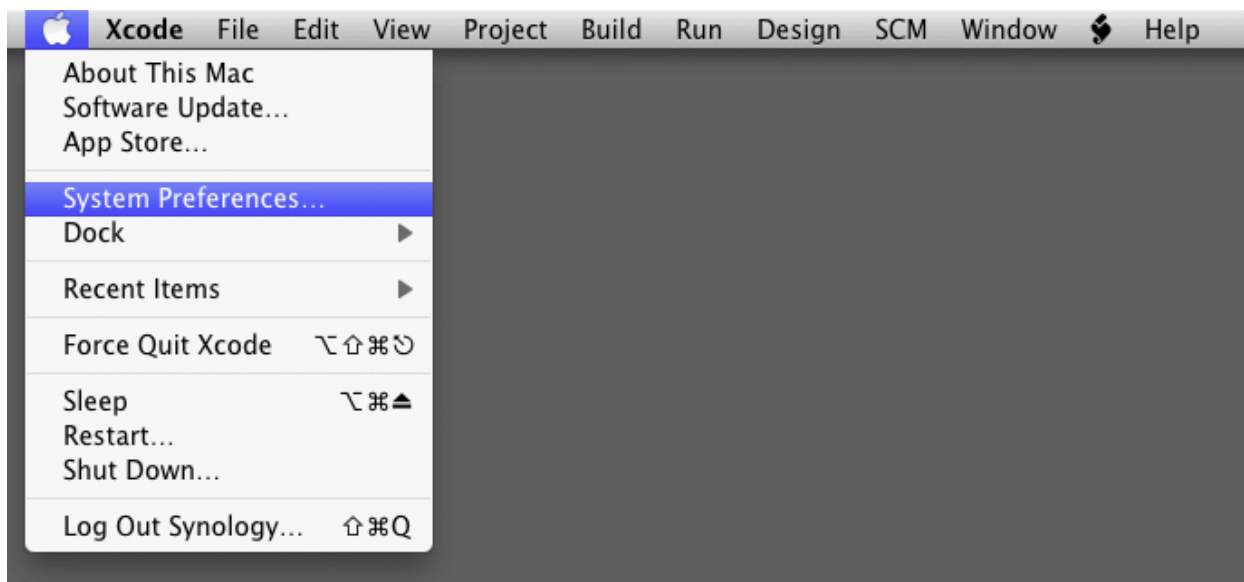 Xcode File Edit View Project Build Run Design SCM Window Help
About This Mac
Software Update...
App Store...
System Preferences...
Dock ▶
Recent Items ▶
Force Quit Xcode ⌥⇧⌘⎋
Sleep ⌥⌘⏏
Restart...
Shut Down...
Log Out Synology... ⇧⌘Q